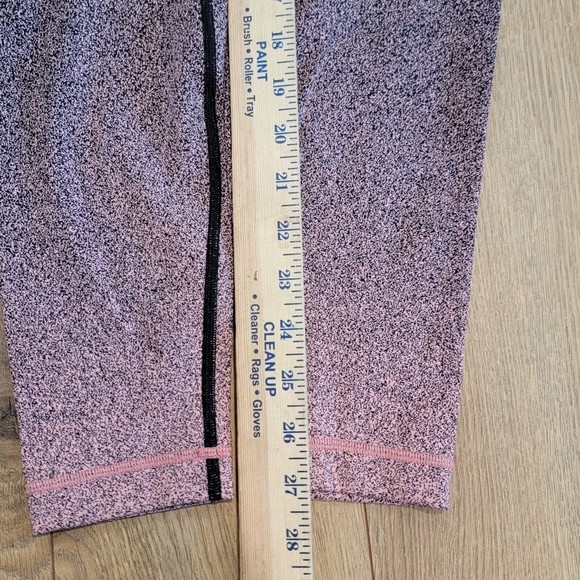 PAINT
• Brush • Roller • Tray
CLEAN UP
• Cleaner • Rags • Gloves
18
19
20
21
22
23
24
25
26
27
28